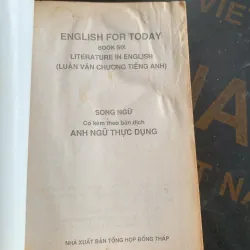 ENGLISH FOR TODAY
BOOK SIX
LITERATURE IN ENGLISH
(LUẬN VĂN CHƯƠNG TIẾNG ANH)
SONG NGỮ
Có kèm theo bản dịch
ANH NGỮ THỰC DỤNG
NHÀ XUẤT BẢN TỔNG HỢP ĐỒNG THÁP